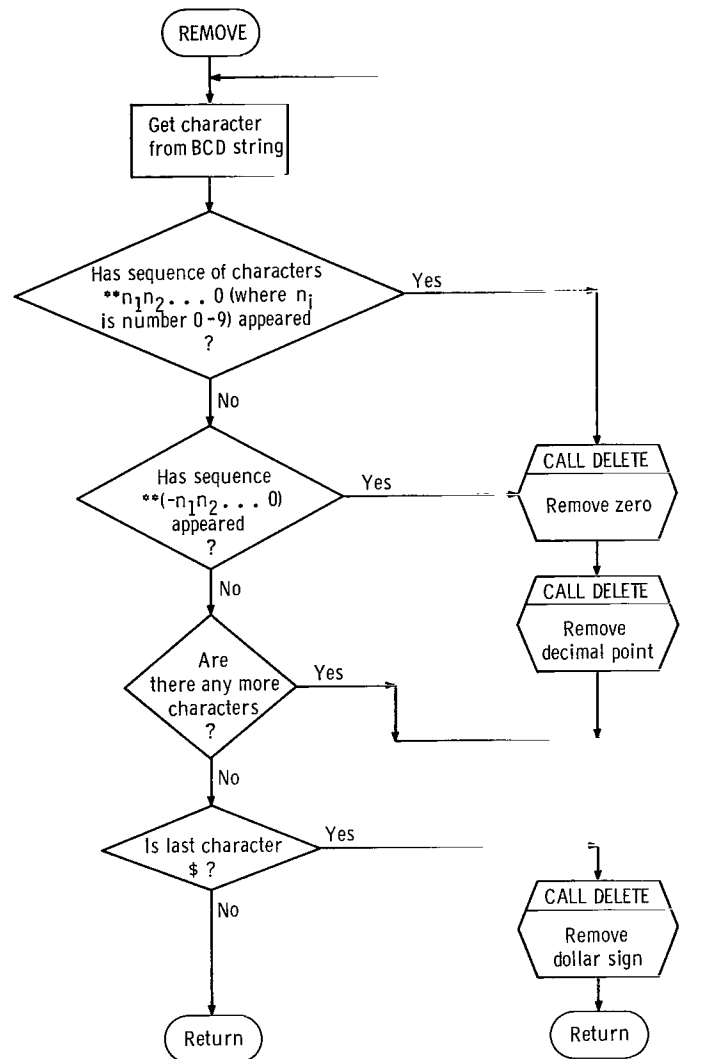 REMOVE
Get character
from BCD string
Has sequence of characters
**n₁n₂...0 (where nᵢ
is number 0-9) appeared
?
Yes
No
Has sequence
**(-n₁n₂...0)
appeared
?
Yes
No
CALL DELETE
Remove zero
CALL DELETE
Remove
decimal point
Are
there any more
characters
?
Yes
No
Is last character
$ ?
Yes
No
CALL DELETE
Remove
dollar sign
Return
Return